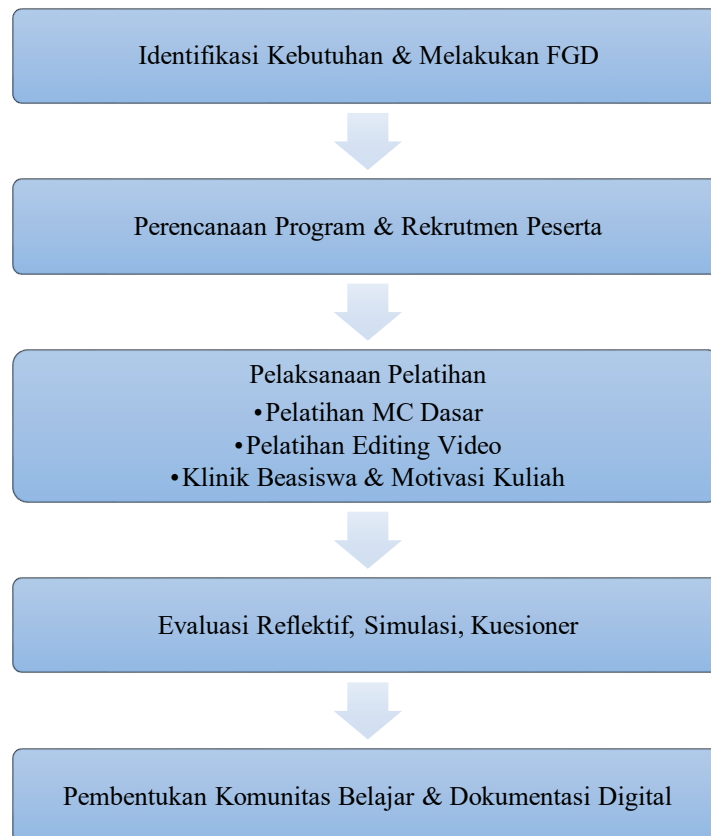 Identifikasi Kebutuhan & Melakukan FGD
Perencanaan Program & Rekrutmen Peserta
Pelaksanaan Pelatihan
•Pelatihan MC Dasar
•Pelatihan Editing Video
•Klinik Beasiswa & Motivasi Kuliah
Evaluasi Reflektif, Simulasi, Kuesioner
Pembentukan Komunitas Belajar & Dokumentasi Digital